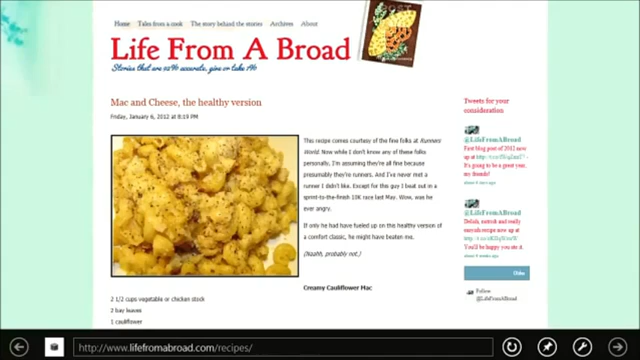 Home Tales from a cook The story behind the stories Archives About
POST
Life From A Broad
Stories that are 92% accurate, give or take 1%
Mac and Cheese, the healthy version
Friday, January 6, 2012 at 8:19 PM
This recipe comes courtesy of the fine folks at Runners
World. Now while I don't know any of these folks
personally, I'm assuming they're all fine because
presumably they're runners. And I've never met a
runner I didn't like. Except for this guy I beat out in a
sprint-to-the-finish 10K race last May. Wow, was he
ever angry.
If only he had have fueled up on this healthy version of
a comfort classic, he might have beaten me.
(Naahh, probably not.)
Creamy Cauliflower Mac
2 1/2 cups vegetable or chicken stock
2 bay leaves
1 cauliflower
Tweets for your
consideration
@LifeFromABroad
First blog post of 2012 now
up at
This is going to be a great year,
my friends!
@LifeFromABroad
recipe now up at
You'll be happy you ate it.
Older
Follow
@LifeFromABroad
http://www.lifefromabroad.com/recipes/